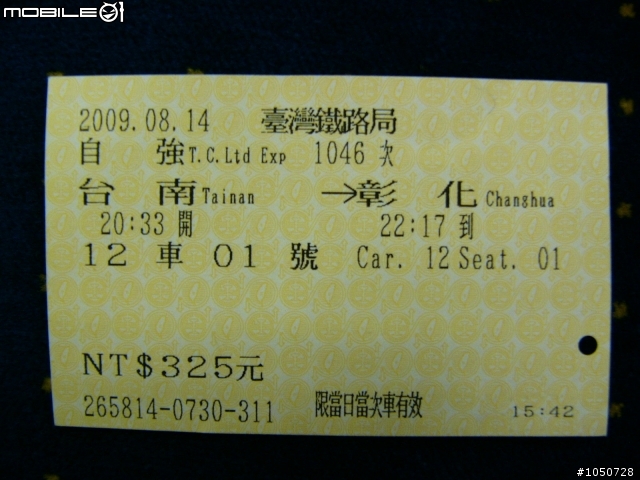 MOBILE01
2009.08.14 臺灣鐵路局
自 強 T.C.Ltd Exp 1046 次
台 南 Tainan →彰 化 Changhua
20:33 開 22:17 到
12 車 01 號 Car. 12 Seat. 01
NT$325元
265814-0730-311 限當日當次車有效 15:42
#1050728